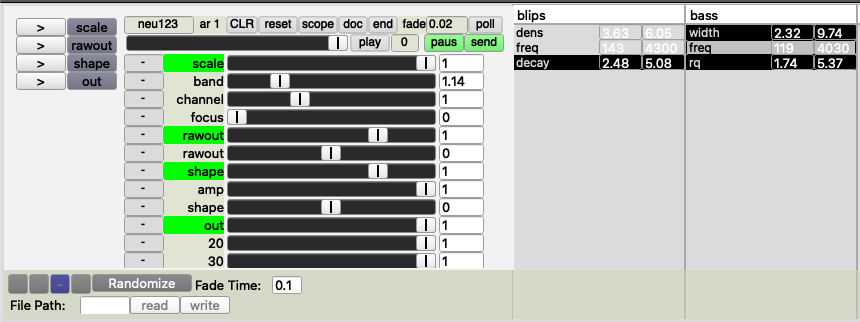 > scale
> rawout
> shape
> out
neu123 ar 1 CLR reset scope doc end fade 0.02 poll
play 0 paus send
- scale 1
- band 1.14
- channel 1
- focus 0
- rawout 1
- rawout 0
- shape 1
- amp 1
- shape 0
- out 1
- 20 1
- 30 1
blips bass
dens 3.63 6.05 width 2.32 9.74
freq 143 4300 freq 119 4030
decay 2.48 5.08 rq 1.74 5.37
- Randomize Fade Time: 0.1
File Path: read write